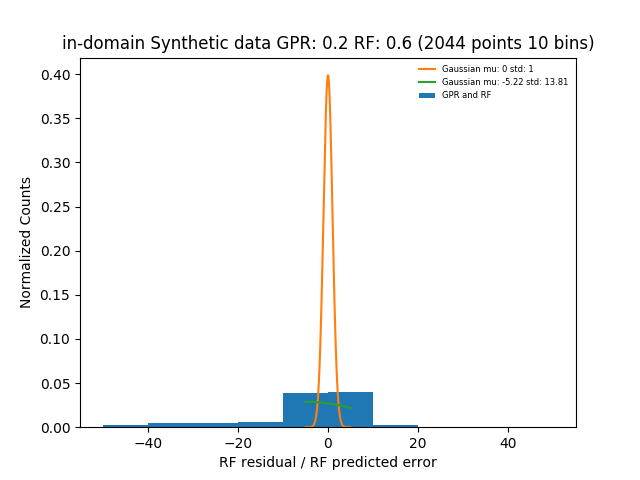 in-domain Synthetic data GPR: 0.2 RF: 0.6 (2044 points 10 bins)
Gaussian mu: 0 std: 1
Gaussian mu: -5.22 std: 13.81
GPR and RF
Normalized Counts
0.40
0.35
0.30
0.25
0.20
0.15
0.10
0.05
0.00
−40
−20
0
20
40
RF residual / RF predicted error